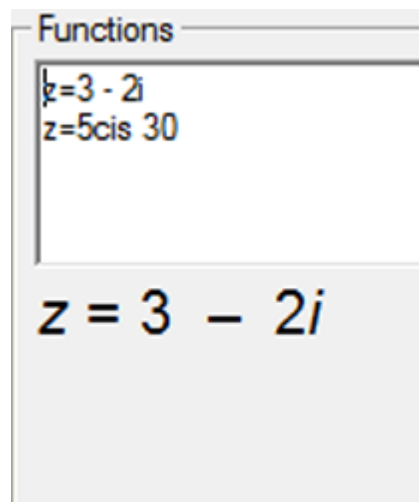 Functions
z=3 - 2i
z=5cis 30
z = 3 – 2i